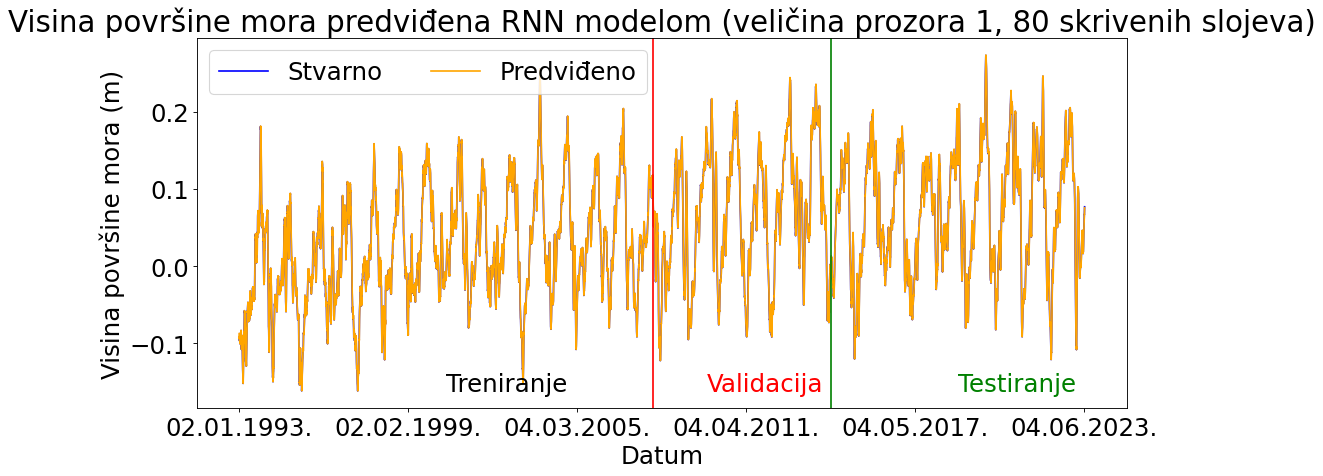 Visina površine mora predviđena RNN modelom (veličina prozora 1, 80 skrivenih slojeva)
Stvarno Predviđeno
Visina površine mora (m)
0.2
0.1
0.0
−0.1
Treniranje Validacija Testiranje
02.01.1993. 02.02.1999. 04.03.2005. 04.04.2011. 04.05.2017. 04.06.2023.
Datum